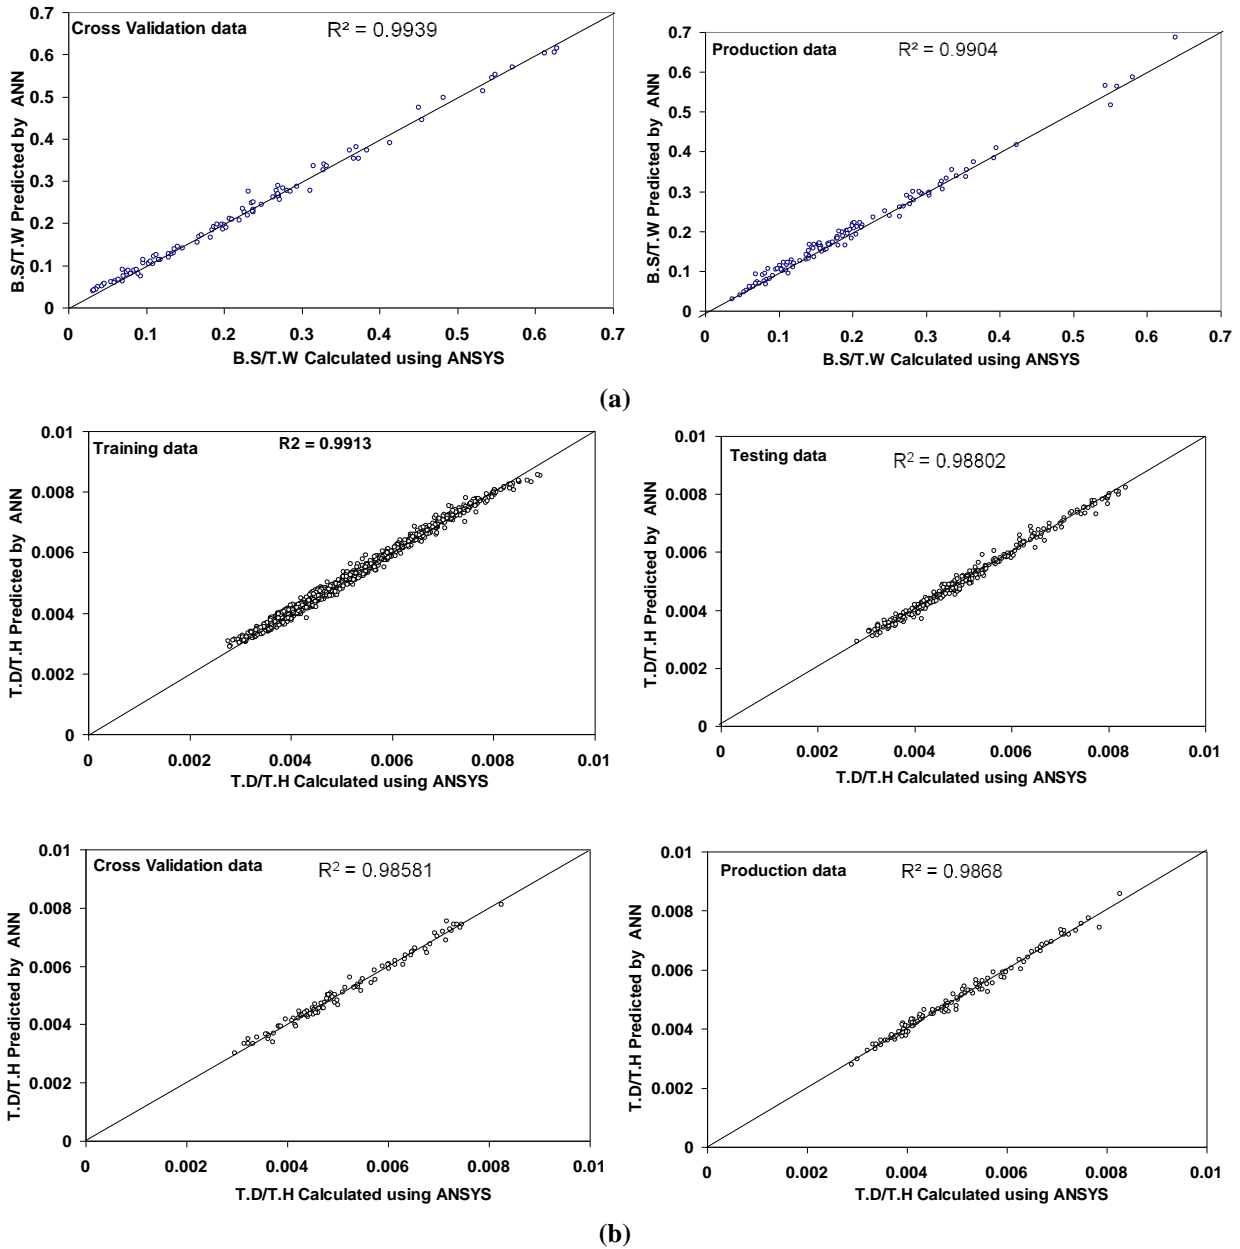 Cross Validation data
R² = 0.9939
0.7
0.6
0.5
0.4
0.3
0.2
0.1
0
0 0.1 0.2 0.3 0.4 0.5 0.6 0.7
B.S/T.W Predicted by ANN
B.S/T.W Calculated using ANSYS
Production data
R² = 0.9904
0.7
0.6
0.5
0.4
0.3
0.2
0.1
0
0 0.1 0.2 0.3 0.4 0.5 0.6 0.7
B.S/T.W Predicted by ANN
B.S/T.W Calculated using ANSYS
(a)
Training data
R2 = 0.9913
0.01
0.008
0.006
0.004
0.002
0
0 0.002 0.004 0.006 0.008 0.01
T.D/T.H Predicted by ANN
T.D/T.H Calculated using ANSYS
Testing data
R² = 0.98802
0.01
0.008
0.006
0.004
0.002
0
0 0.002 0.004 0.006 0.008 0.01
T.D/T.H Predicted by ANN
T.D/T.H Calculated using ANSYS
Cross Validation data
R² = 0.98581
0.01
0.008
0.006
0.004
0.002
0
0 0.002 0.004 0.006 0.008 0.01
T.D/T.H Predicted by ANN
T.D/T.H Calculated using ANSYS
Production data
R² = 0.9868
0.01
0.008
0.006
0.004
0.002
0
0 0.002 0.004 0.006 0.008 0.01
T.D/T.H Predicted by ANN
T.D/T.H Calculated using ANSYS
(b)